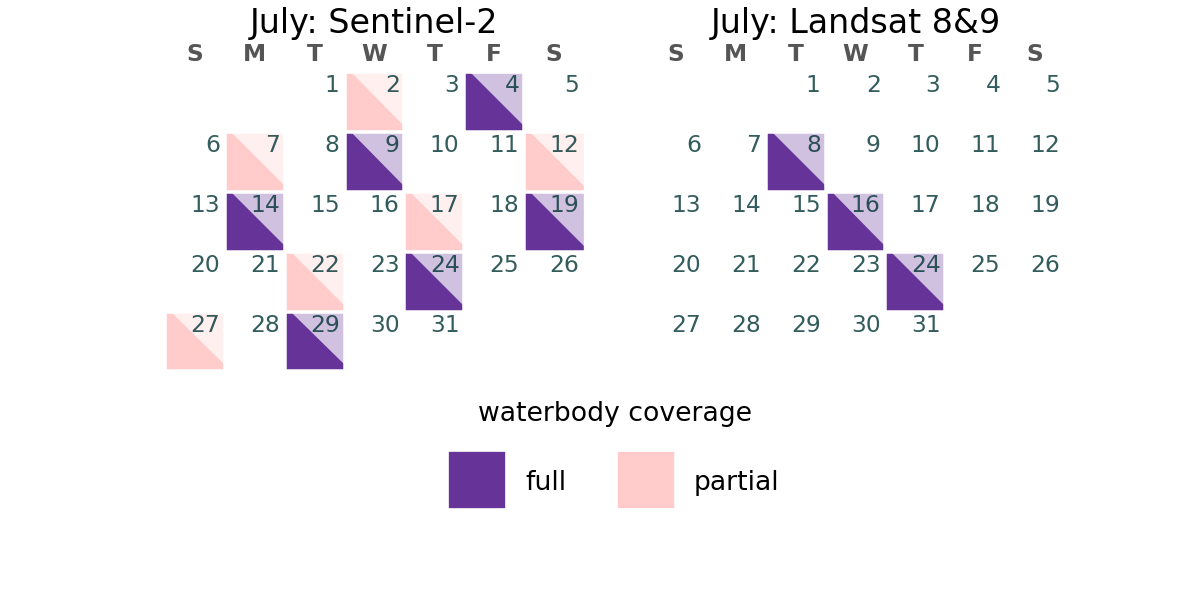 July: Sentinel-2
S M T W T F S
1 2 3 4 5
6 7 8 9 10 11 12
13 14 15 16 17 18 19
20 21 22 23 24 25 26
27 28 29 30 31
July: Landsat 8&9
S M T W T F S
1 2 3 4 5
6 7 8 9 10 11 12
13 14 15 16 17 18 19
20 21 22 23 24 25 26
27 28 29 30 31
waterbody coverage
full
partial